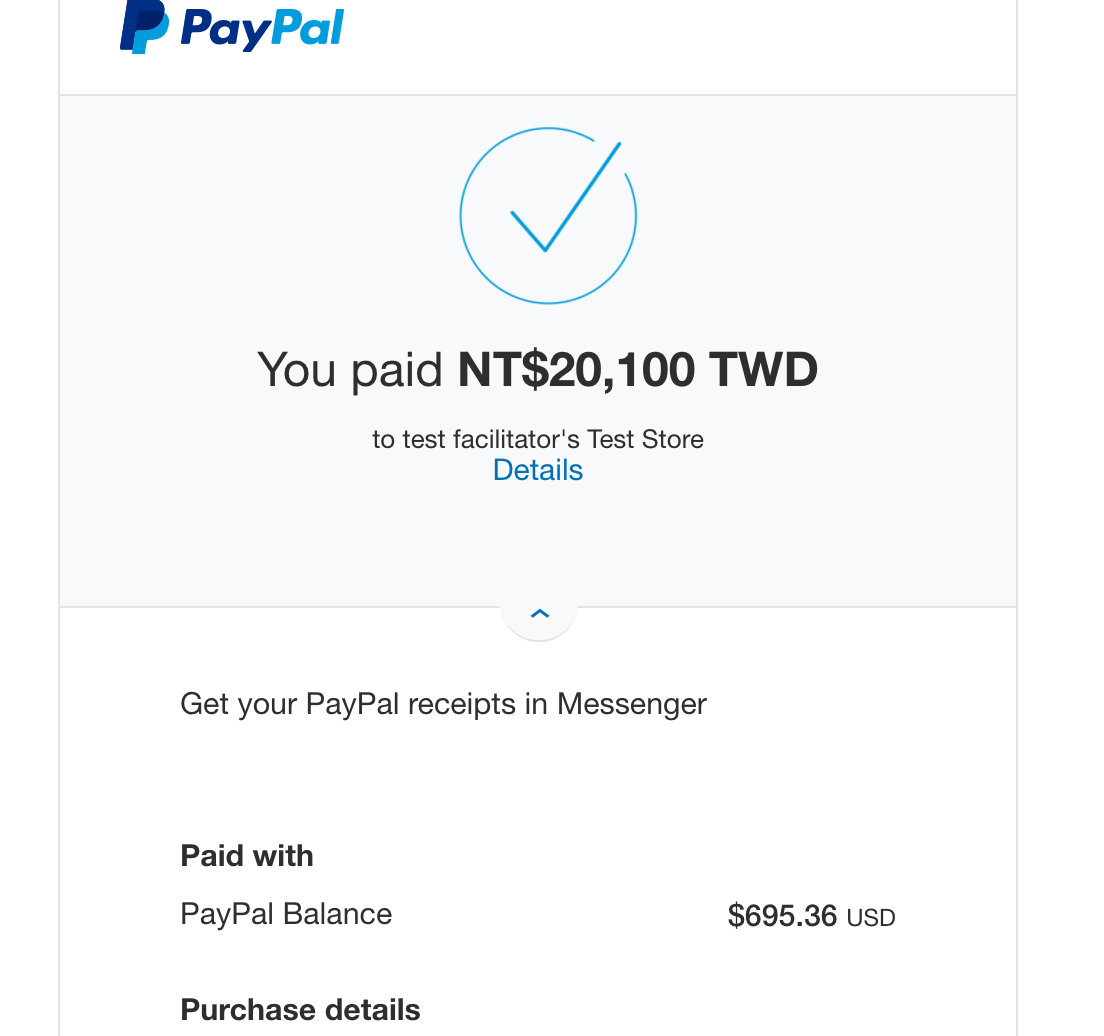 PayPal
You paid NT$20,100 TWD
to test facilitator's Test Store
Details
Get your PayPal receipts in Messenger
Paid with
PayPal Balance $695.36 USD
Purchase details